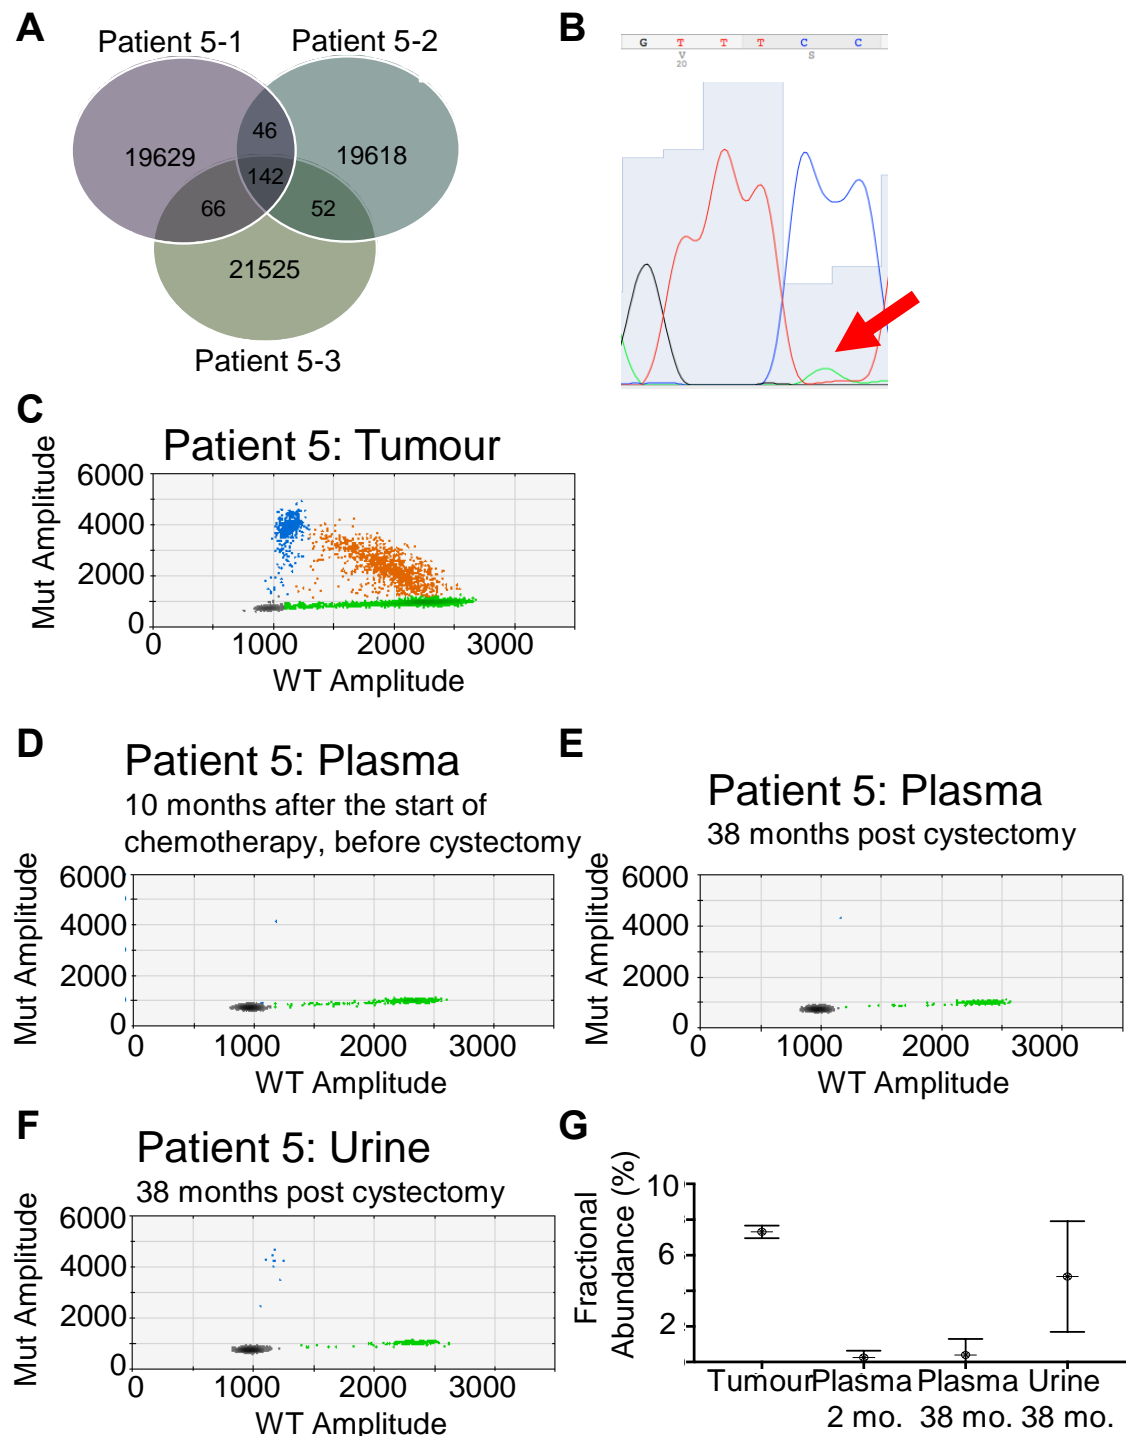 A
Patient 5-1
Patient 5-2
46
19629
19618
142
66
52
21525
Patient 5-3
B
G T T T C C
V S
20
C
Patient 5: Tumour
Mut Amplitude
6000
4000
2000
0
0 1000 2000 3000
WT Amplitude
D
Patient 5: Plasma
10 months after the start of
chemotherapy, before cystectomy
Mut Amplitude
6000
4000
2000
0
0 1000 2000 3000
WT Amplitude
E
Patient 5: Plasma
38 months post cystectomy
Mut Amplitude
6000
4000
2000
0
0 1000 2000 3000
WT Amplitude
F
Patient 5: Urine
38 months post cystectomy
Mut Amplitude
6000
4000
2000
0
0 1000 2000 3000
WT Amplitude
G
Fractional
Abundance (%)
10
6
2
Tumour Plasma Plasma Urine
2 mo. 38 mo. 38 mo.